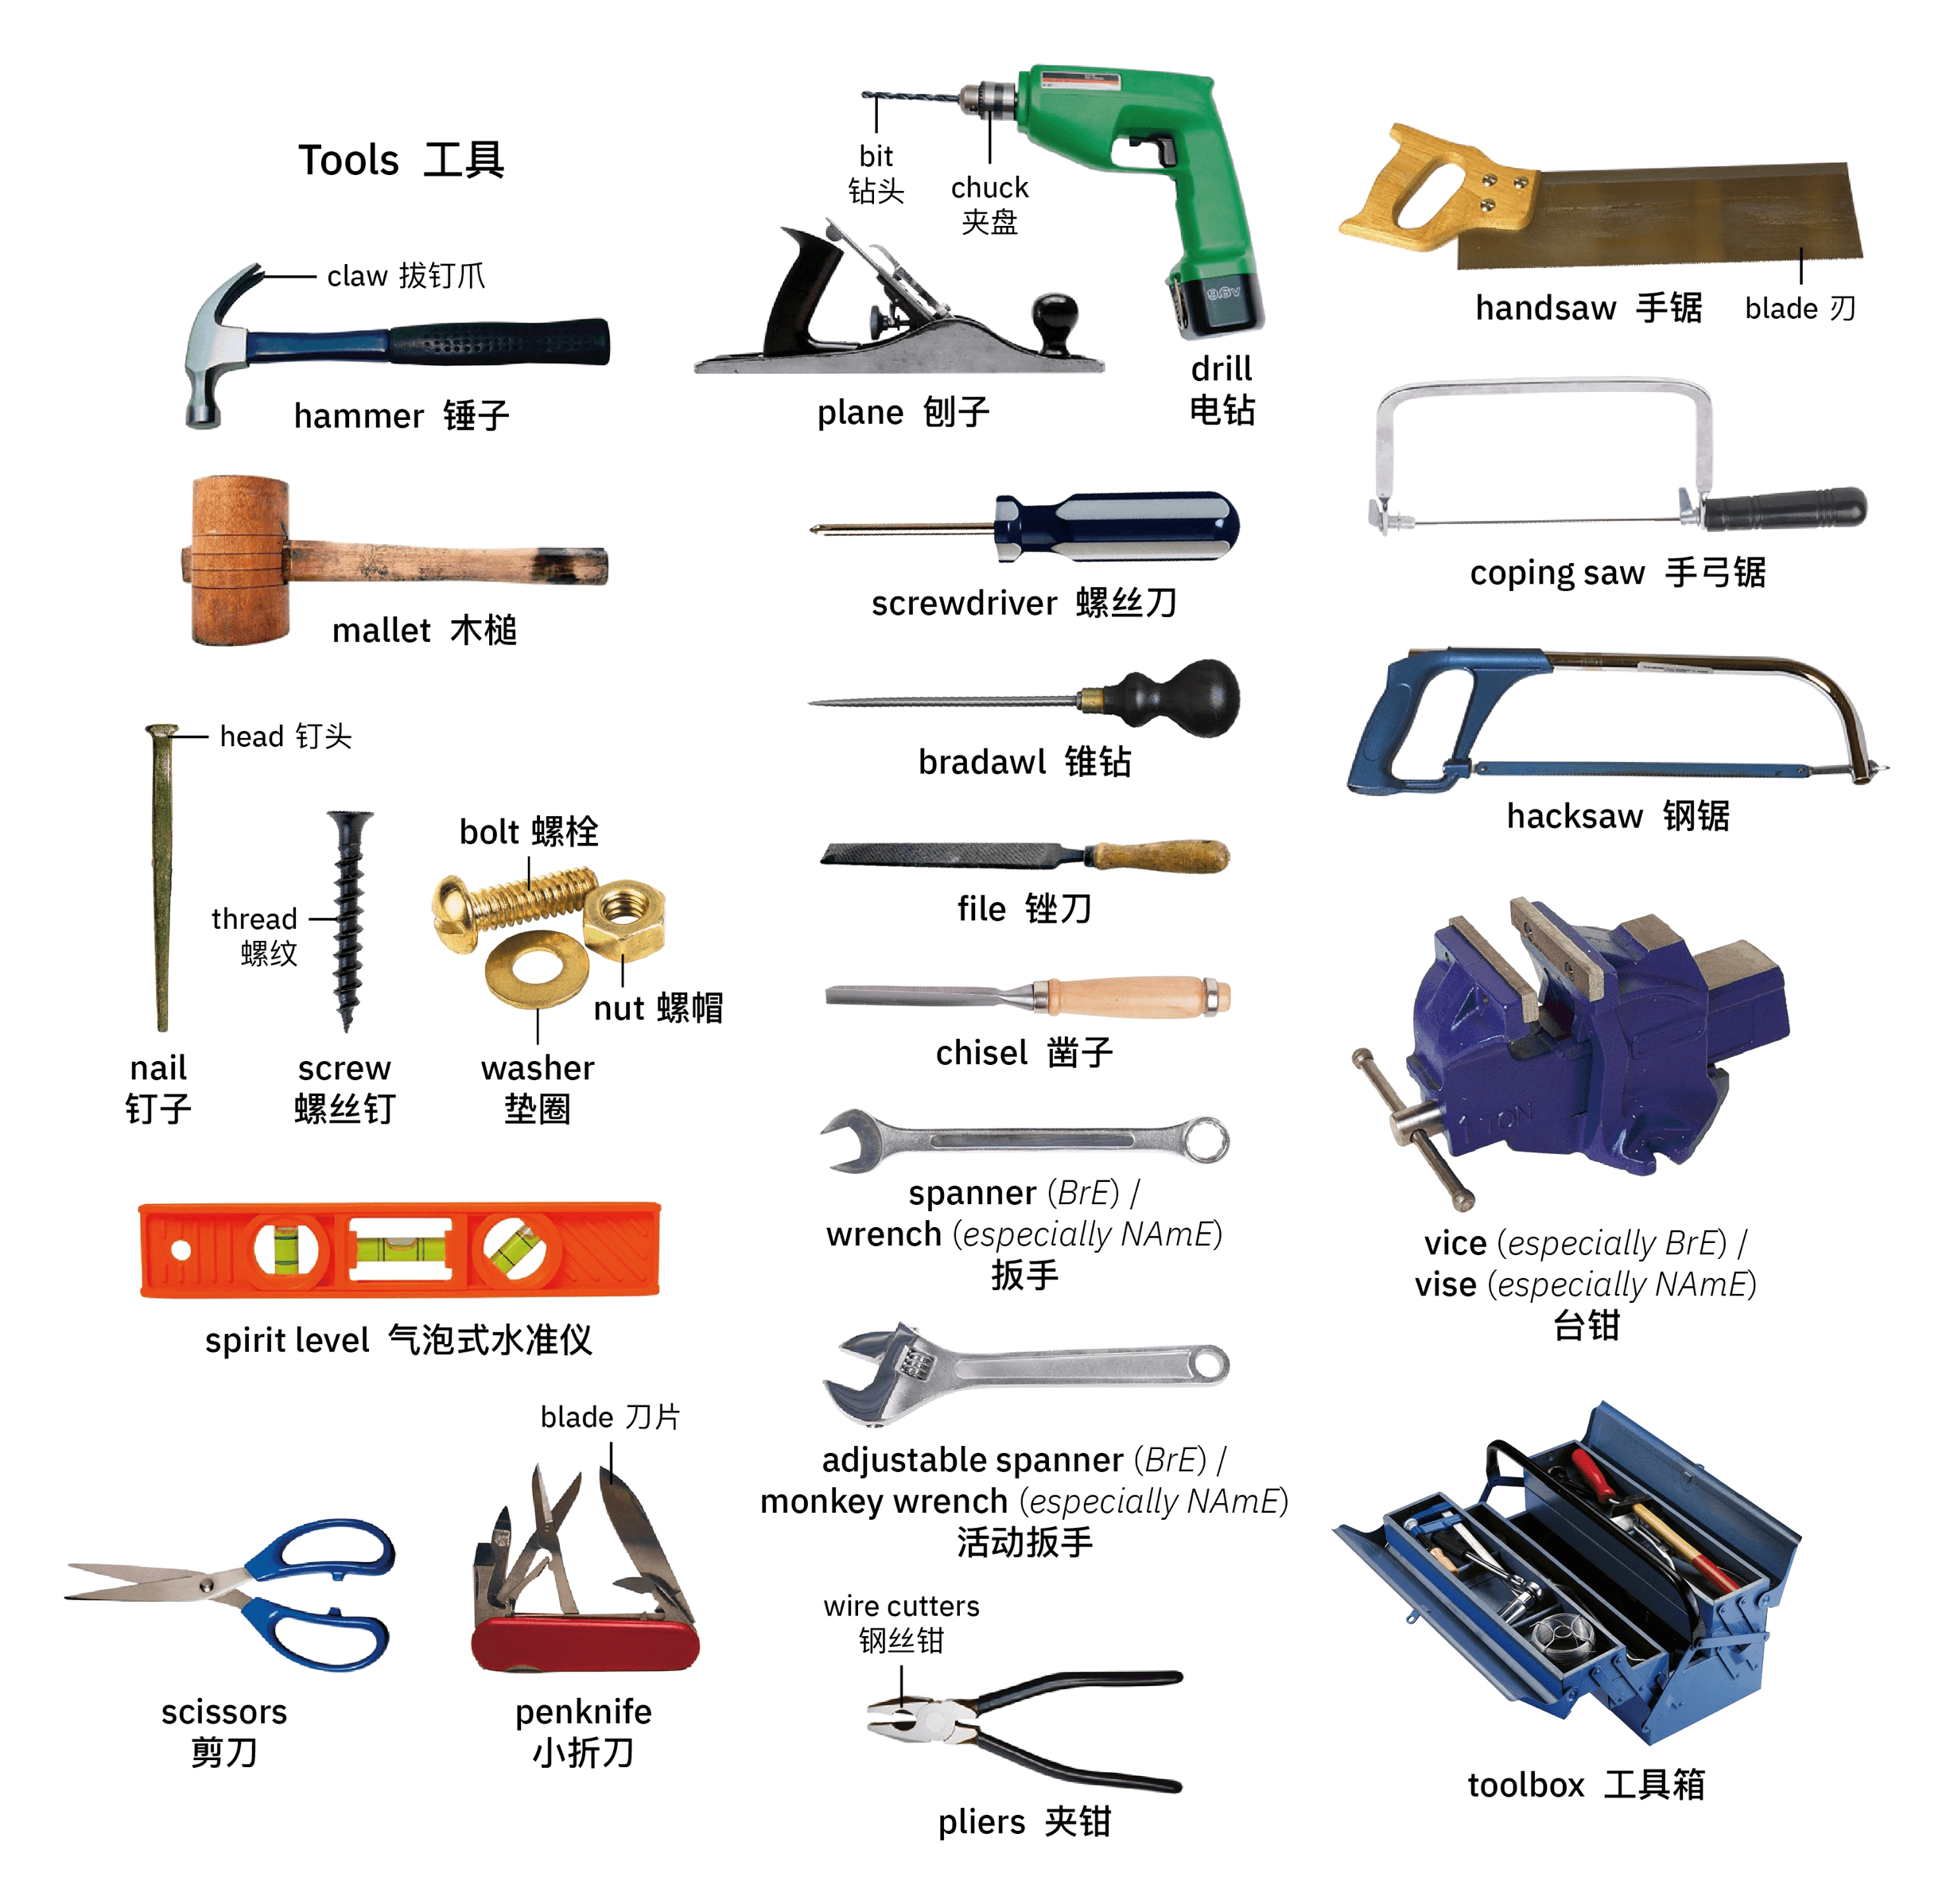 Tools 工具
claw 拔钉爪
hammer 锤子
mallet 木槌
head 钉头
nail
钉子
thread
螺纹
screw
螺丝钉
bolt 螺栓
nut 螺帽
washer
垫圈
spirit level 气泡式水准仪
scissors
剪刀
blade 刀片
penknife
小折刀
bit
钻头
chuck
夹盘
9.6v
drill
电钻
plane 刨子
screwdriver 螺丝刀
bradawl 锥钻
file 锉刀
chisel 凿子
spanner (BrE) /
wrench (especially NAmE)
扳手
adjustable spanner (BrE) /
monkey wrench (especially NAmE)
活动扳手
wire cutters
钢丝钳
pliers 夹钳
handsaw 手锯
blade 刃
coping saw 手弓锯
hacksaw 钢锯
1 TON
vice (especially BrE) /
vise (especially NAmE)
台钳
toolbox 工具箱